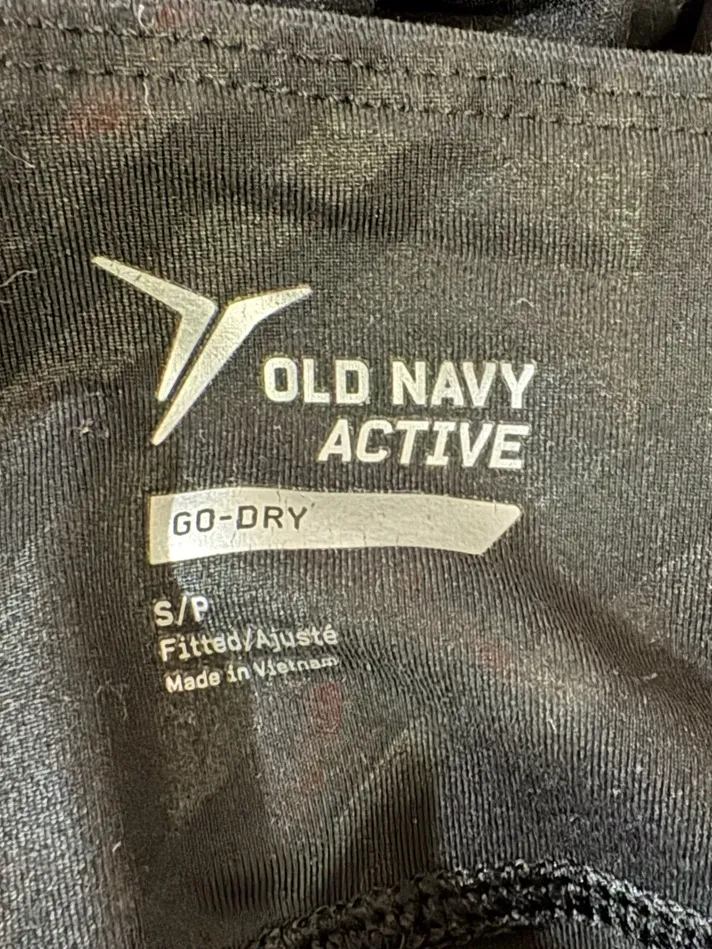 OLD NAVY
ACTIVE
GO-DRY
S/P
Fitted/Ajusté
Made in Vietnam